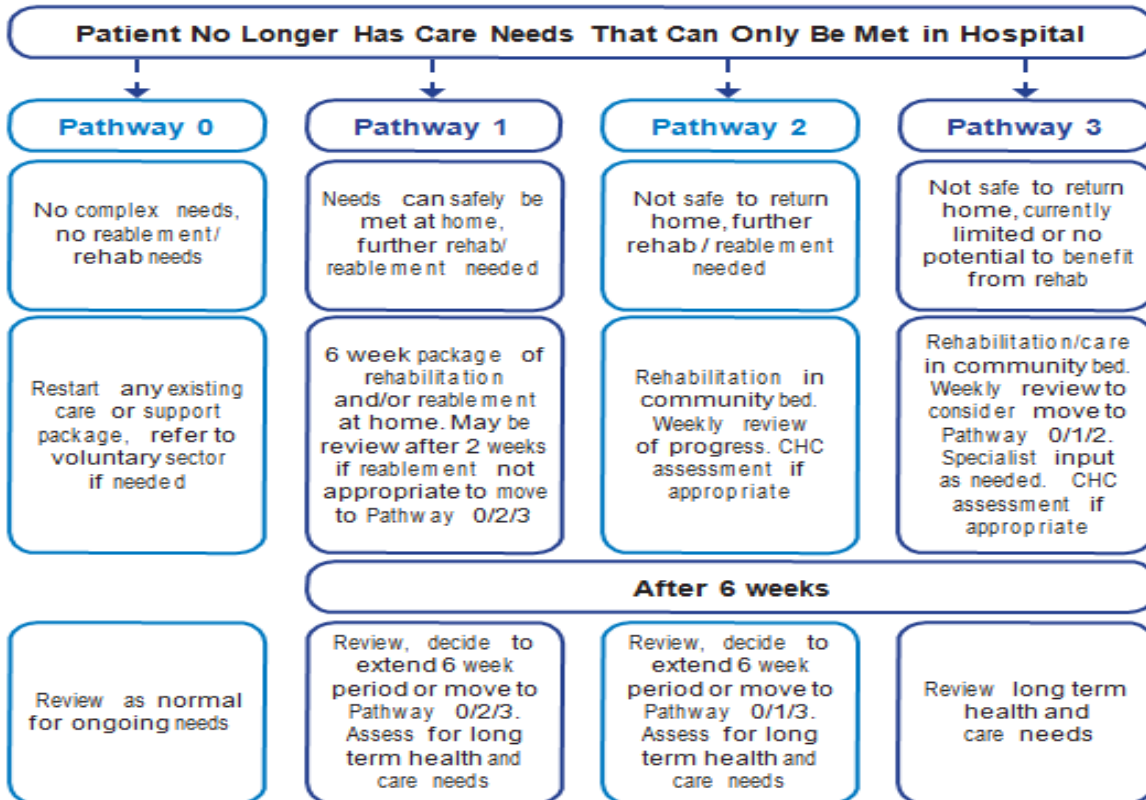 Patient No Longer Has Care Needs That Can Only Be Met in Hospital
Pathway 0
Pathway 1
Pathway 2
Pathway 3
No complex needs,
no reablement/
rehab needs
Needs can safely be
met at home,
further rehab/
reablement needed
Not safe to return
home, further
rehab / reablement
needed
Not safe to return
home, currently
limited or no
potential to benefit
from rehab
Restart any existing
care or support
package, refer to
voluntary sector
if needed
6 week package of
rehabilitation
and/or reablement
at home. May be
review after 2 weeks
if reablement not
appropriate to move
to Pathway 0/2/3
Rehabilitation in
community bed.
Weekly review
of progress. CHC
assessment if
appropriate
Rehabilitation/care
in community bed.
Weekly review to
consider move to
Pathway 0/1/2.
Specialist input
as needed. CHC
assessment if
appropriate
After 6 weeks
Review as normal
for ongoing needs
Review, decide to
extend 6 week
period or move to
Pathway 0/2/3.
Assess for long
term health and
care needs
Review, decide to
extend 6 week
period or move to
Pathway 0/1/3.
Assess for long
term health and
care needs
Review long term
health and
care needs